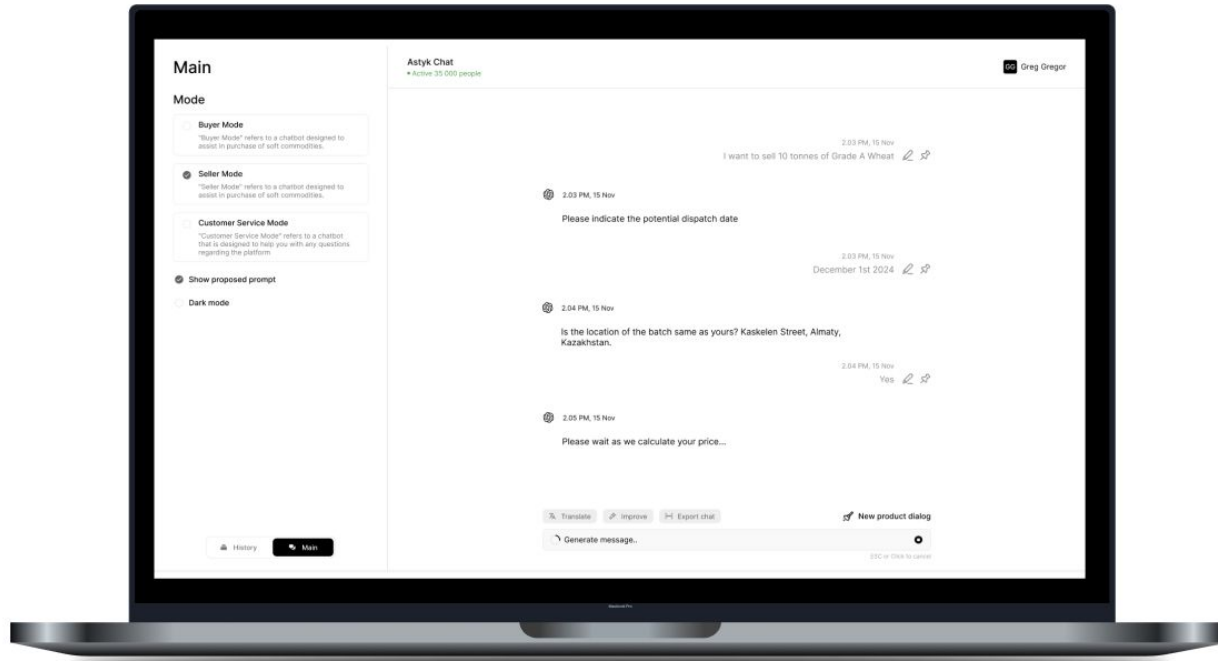 Main
Mode
Buyer Mode
"Buyer Mode" refers to a chatbot designed to
assist in purchase of soft commodities.
Seller Mode
"Seller Mode" refers to a chatbot designed to
assist in purchase of soft commodities.
Customer Service Mode
"Customer Service Mode" refers to a chatbot
that is designed to help you with any questions
regarding the platform
Show proposed prompt
Dark mode
History
Main
Astyk Chat
Active 35 000 people
GG Greg Gregor
2.03 PM, 15 Nov
I want to sell 10 tonnes of Grade A Wheat
2.03 PM, 15 Nov
Please indicate the potential dispatch date
2.03 PM, 15 Nov
December 1st 2024
2.04 PM, 15 Nov
Is the location of the batch same as yours? Kaskelen Street, Almaty,
Kazakhstan.
2.04 PM, 15 Nov
Yes
2.05 PM, 15 Nov
Please wait as we calculate your price...
Translate
Improve
Export chat
New product dialog
Generate message..
ESC or Click to cancel
Macbook Pro